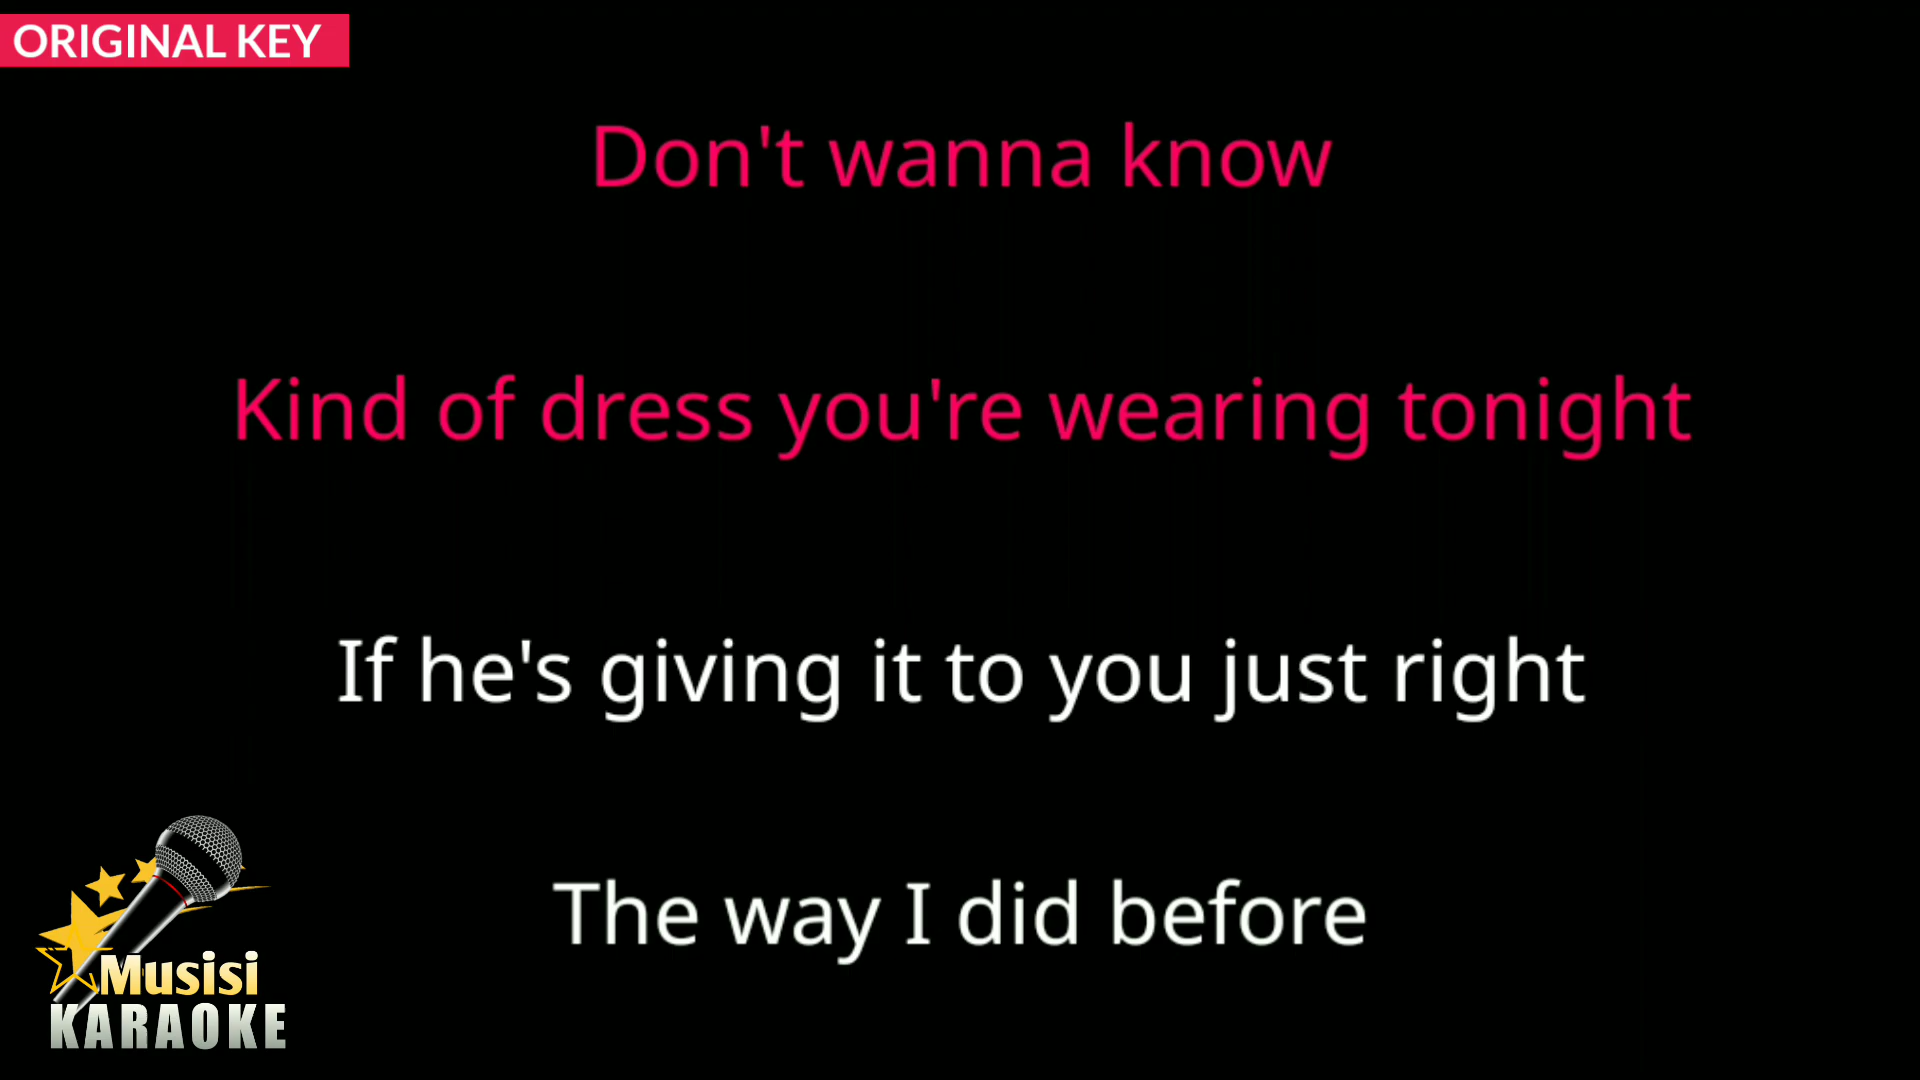 ORIGINAL KEY
Don't wanna know
Kind of dress you're wearing tonight
If he's giving it to you just right
The way I did before
Musisi
KARAOKE